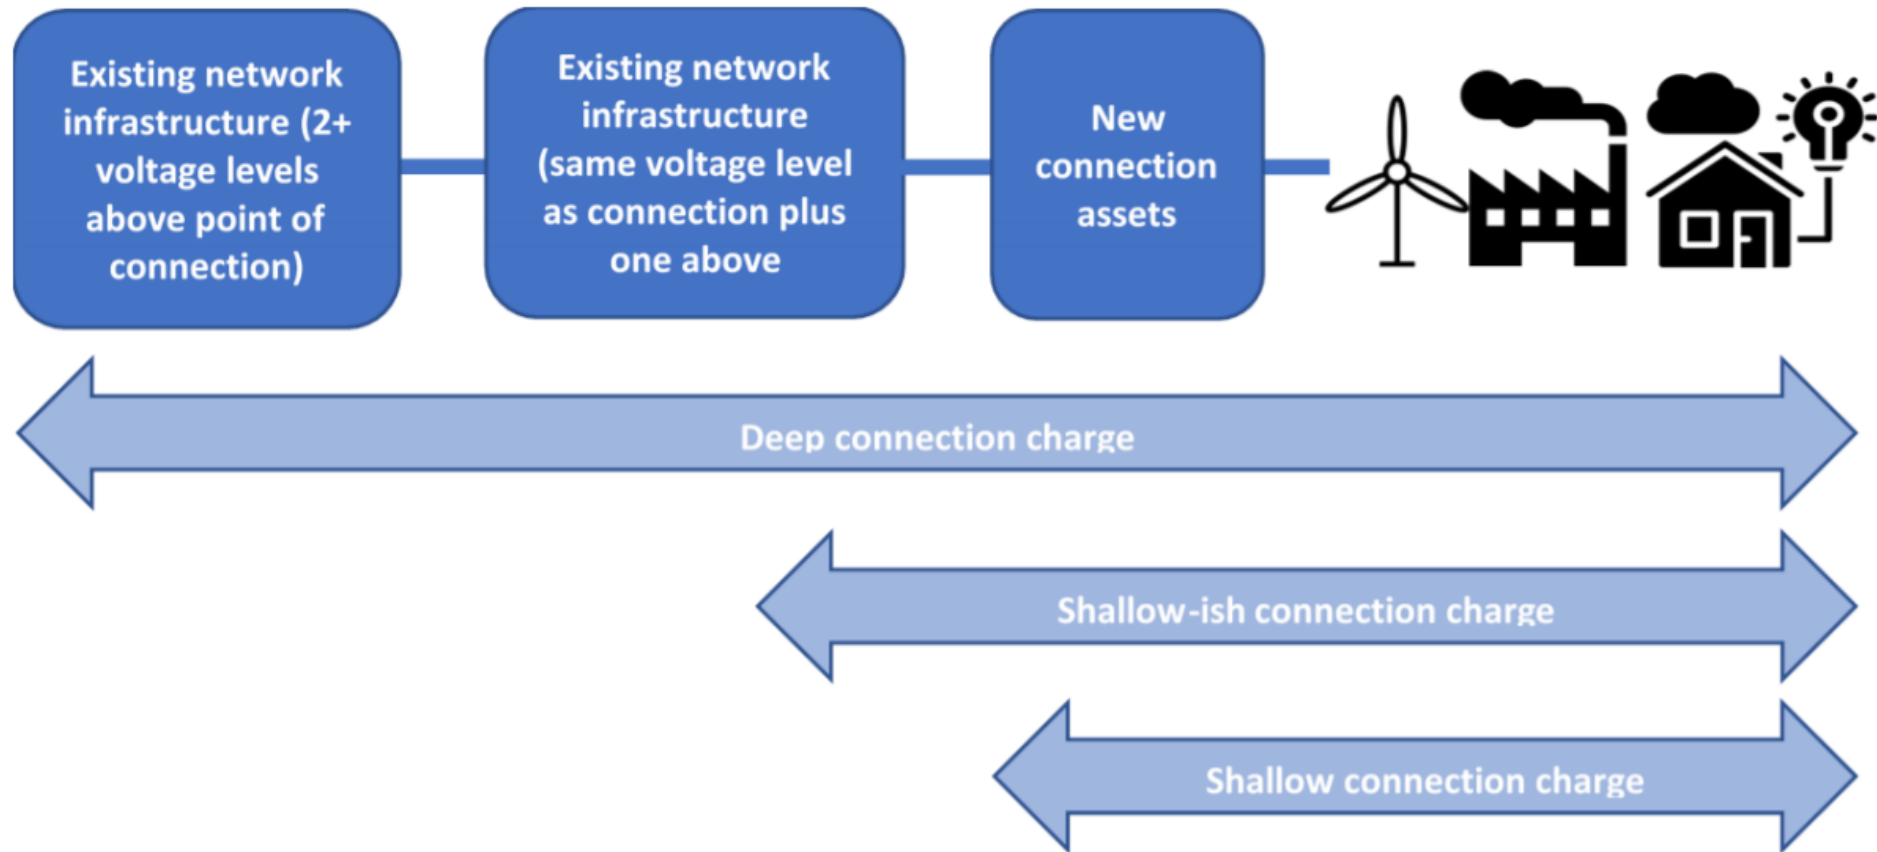 Existing network
infrastructure (2+
voltage levels
above point of
connection)
Existing network
infrastructure
(same voltage level
as connection plus
one above
New
connection
assets
Deep connection charge
Shallow-ish connection charge
Shallow connection charge